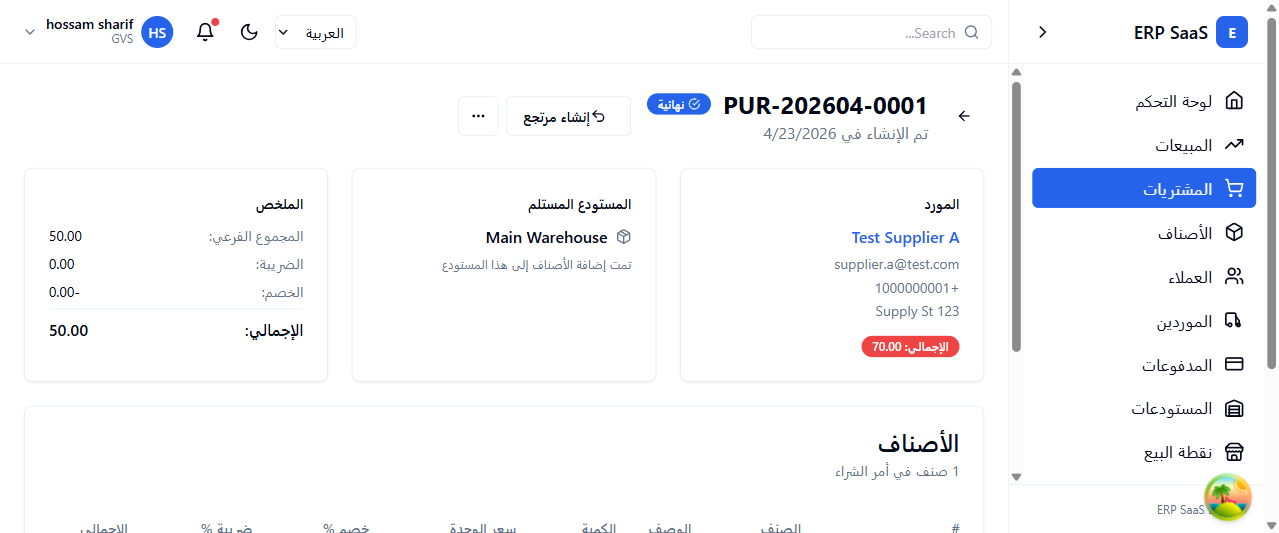 ERP SaaS
E
Search...
العربية
HS
hossam sharif
GVS
لوحة التحكم
المبيعات
المشتريات
الأصناف
العملاء
الموردين
المدفوعات
المستودعات
نقطة البيع
ERP SaaS
PUR-202604-0001
نهائية
تم الإنشاء في 4/23/2026
إنشاء مرتجع
المورد
Test Supplier A
supplier.a@test.com
1000000001+
Supply St 123
الإجمالي: 70.00
المستودع المستلم
Main Warehouse
تمت إضافة الأصناف إلى هذا المستودع
الملخص
المجموع الفرعي: 50.00
الضريبة: 0.00
الخصم: 0.00-
الإجمالي: 50.00
الأصناف
1 صنف في أمر الشراء
# الصنف الوصف الكمية سعر الوحدة خصم % ضريبة % الإجمالي